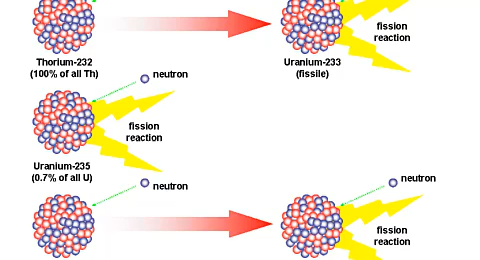 fission
reaction
Thorium-232
(100% of all Th)
Uranium-233
(fissile)
neutron
fission
reaction
Uranium-235
(0.7% of all U)
neutron
neutron
fission
reaction